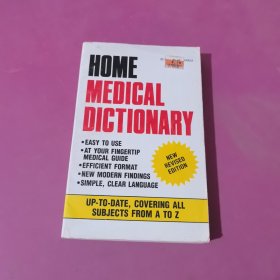 HOME
MEDICAL
DICTIONARY
•EASY TO USE
•AT YOUR FINGERTIP
MEDICAL GUIDE
•EFFICIENT FORMAT
•NEW MODERN FINDINGS
•SIMPLE, CLEAR LANGUAGE
NEW
REVISED
EDITION
UP-TO-DATE, COVERING ALL
SUBJECTS FROM A TO Z